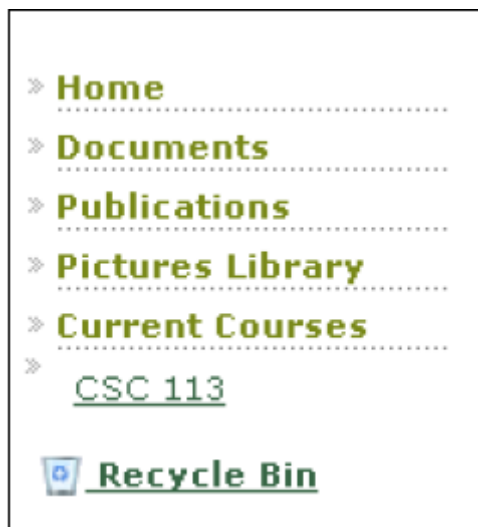 Home
Documents
Publications
Pictures Library
Current Courses
CSC 113
Recycle Bin